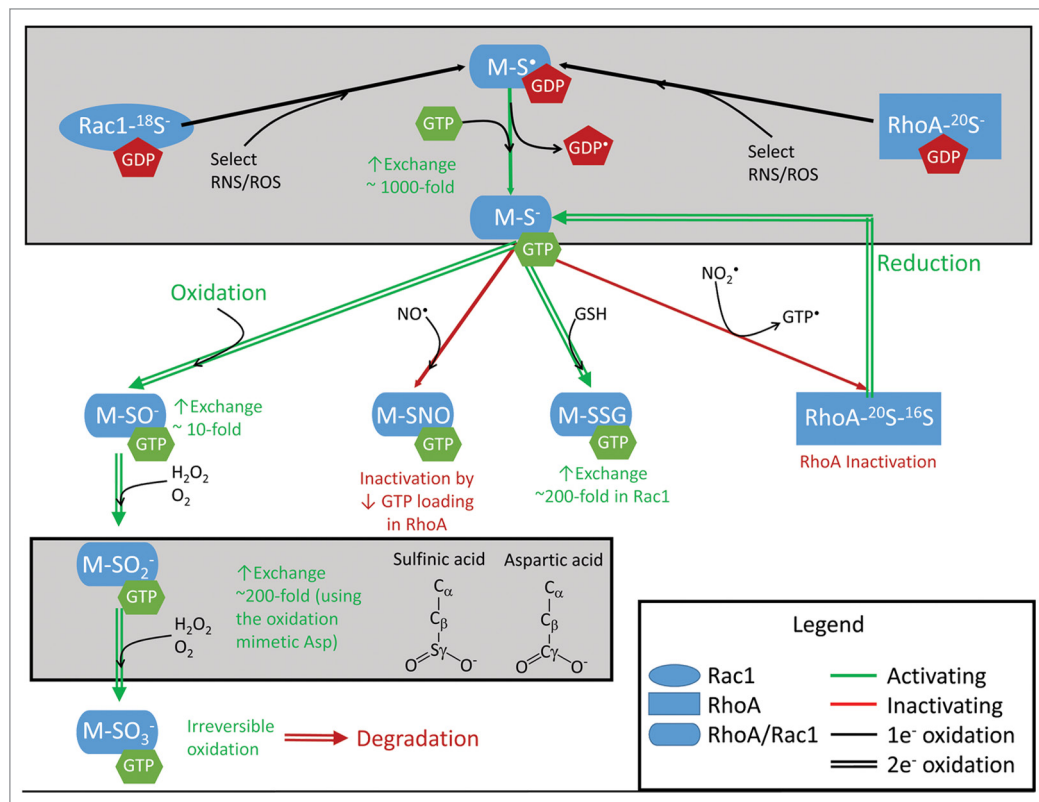 M-S•
GDP
Rac1-¹⁸S⁻
GDP
Select
RNS/ROS
GTP
GDP•
↑Exchange
~ 1000-fold
Select
RNS/ROS
RhoA-²⁰S⁻
GDP
M-S⁻
GTP
Reduction
Oxidation
NO•
GSH
NO₂•
GTP•
M-SO⁻
GTP
↑Exchange
~ 10-fold
M-SNO
GTP
Inactivation by
↓ GTP loading
in RhoA
M-SSG
GTP
↑Exchange
~200-fold in Rac1
RhoA-²⁰S-¹⁶S
RhoA Inactivation
H₂O₂
O₂
M-SO₂⁻
GTP
↑Exchange
~200-fold (using
the oxidation
mimetic Asp)
H₂O₂
O₂
Sulfinic acid
Cα
Cβ
Sγ
O
O⁻
Aspartic acid
Cα
Cβ
Cγ
O
O⁻
M-SO₃⁻
GTP
Irreversible
oxidation
Degradation
Legend
Rac1
RhoA
RhoA/Rac1
Activating
Inactivating
1e⁻ oxidation
2e⁻ oxidation